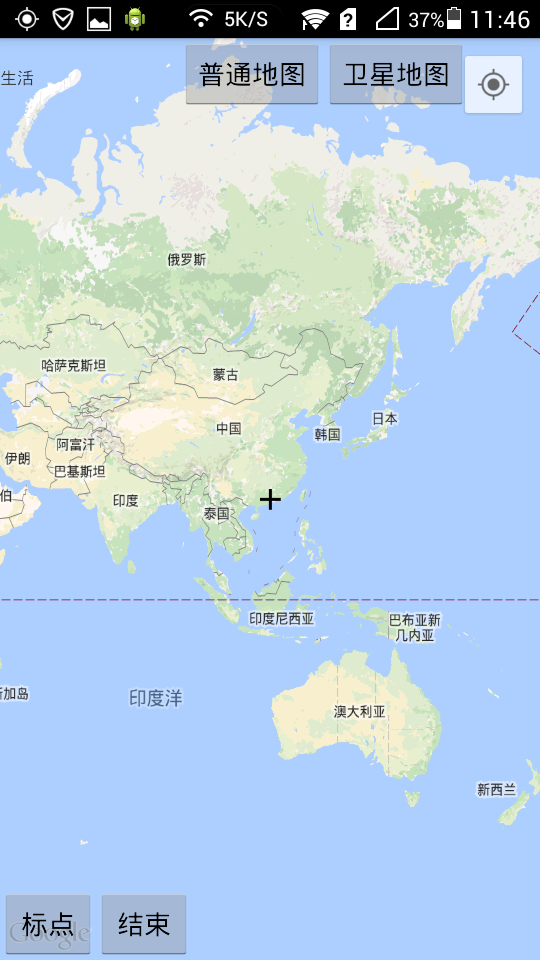 5K/S
37%
11:46
生活
普通地图
卫星地图
俄罗斯
哈萨克斯坦
蒙古
中国
日本
韩国
阿富汗
伊朗
巴基斯坦
伯
印度
泰国
印度尼西亚
巴布亚新
几内亚
加岛
印度洋
澳大利亚
新西兰
标点
结束
Google